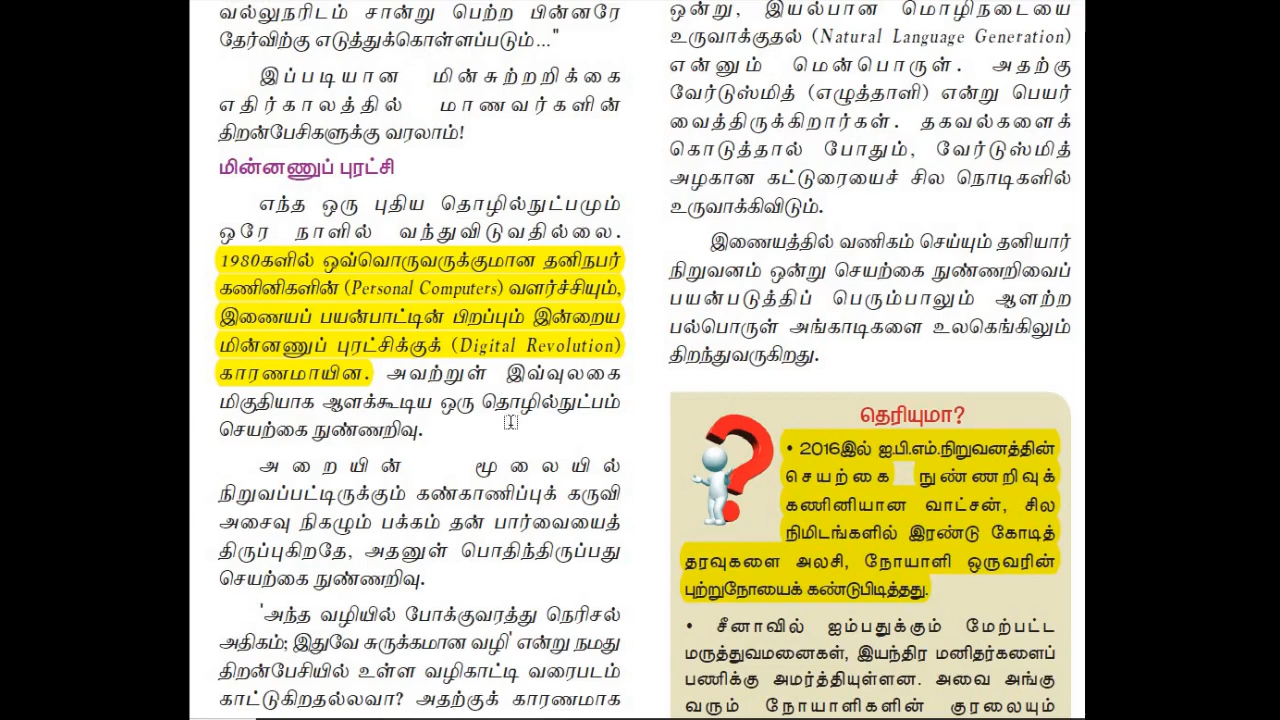 வல்லுநரிடம் சான்று பெற்ற பின்னரே
தேர்விற்கு எடுத்துக்கொள்ளப்படும்..."
இப்படியான மின்சுற்றறிக்கை
எதிர்காலத்தில் மாணவர்களின்
திறன்பேசிகளுக்கு வரலாம்!
மின்னணுப் புரட்சி
எந்த ஒரு புதிய தொழில்நுட்பமும்
ஒரே நாளில் வந்துவிடுவதில்லை.
1980களில் ஒவ்வொருவருக்குமான தனிநபர்
கணினிகளின் (Personal Computers) வளர்ச்சியும்,
இணையப் பயன்பாட்டின் பிறப்பும் இன்றைய
மின்னணுப் புரட்சிக்குக் (Digital Revolution)
காரணமாயின. அவற்றுள் இவ்வுலகை
மிகுதியாக ஆளக்கூடிய ஒரு தொழில்நுட்பம்
செயற்கை நுண்ணறிவு.
அறையின் மூலையில்
நிறுவப்பட்டிருக்கும் கண்காணிப்புக் கருவி
அசைவு நிகழும் பக்கம் தன் பார்வையைத்
திருப்புகிறதே, அதனுள் பொதிந்திருப்பது
செயற்கை நுண்ணறிவு.
'அந்த வழியில் போக்குவரத்து நெரிசல்
அதிகம்; இதுவே சுருக்கமான வழி' என்று நமது
திறன்பேசியில் உள்ள வழிகாட்டி வரைபடம்
காட்டுகிறதல்லவா? அதற்குக் காரணமாக
ஒன்று, இயல்பான மொழிநடையை
உருவாக்குதல் (Natural Language Generation)
என்னும் மென்பொருள். அதற்கு
வேர்டுஸ்மித் (எழுத்தாளி) என்று பெயர்
வைத்திருக்கிறார்கள். தகவல்களைக்
கொடுத்தால் போதும், வேர்டுஸ்மித்
அழகான கட்டுரையைச் சில நொடிகளில்
உருவாக்கிவிடும்.
இணையத்தில் வணிகம் செய்யும் தனியார்
நிறுவனம் ஒன்று செயற்கை நுண்ணறிவைப்
பயன்படுத்திப் பெரும்பாலும் ஆளற்ற
பல்பொருள் அங்காடிகளை உலகெங்கிலும்
திறந்துவருகிறது.
தெரியுமா?
• 2016இல் ஐ.பி.எம்.நிறுவனத்தின்
செயற்கை நுண்ணறிவுக்
கணினியான வாட்சன், சில
நிமிடங்களில் இரண்டு கோடித்
தரவுகளை அலசி, நோயாளி ஒருவரின்
புற்றுநோயைக் கண்டுபிடித்தது.
• சீனாவில் ஐம்பதுக்கும் மேற்பட்ட
மருத்துவமனைகள், இயந்திர மனிதர்களைப்
பணிக்கு அமர்த்தியுள்ளன. அவை அங்கு
வரும் நோயாளிகளின் குரலையும்